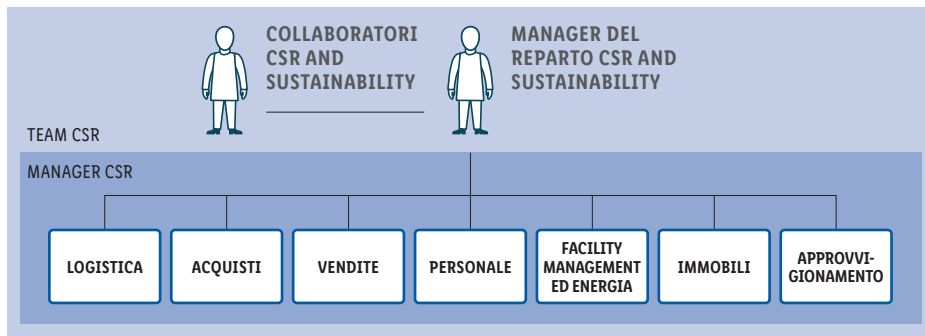 COLLABORATORI
CSR AND
SUSTAINABILITY
MANAGER DEL
REPARTO CSR AND
SUSTAINABILITY
TEAM CSR
MANAGER CSR
LOGISTICA
ACQUISTI
VENDITE
PERSONALE
FACILITY
MANAGEMENT
ED ENERGIA
IMMOBILI
APPROVVI-
GIONAMENTO